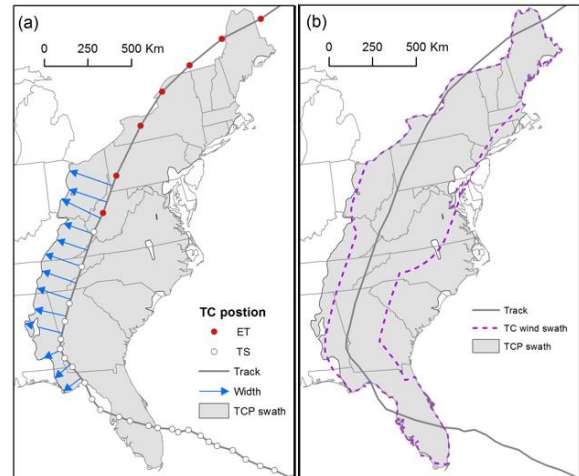 (a)
0 250 500 Km
TC postion
ET
TS
Track
Width
TCP swath
(b)
0 250 500 Km
Track
TC wind swath
TCP swath